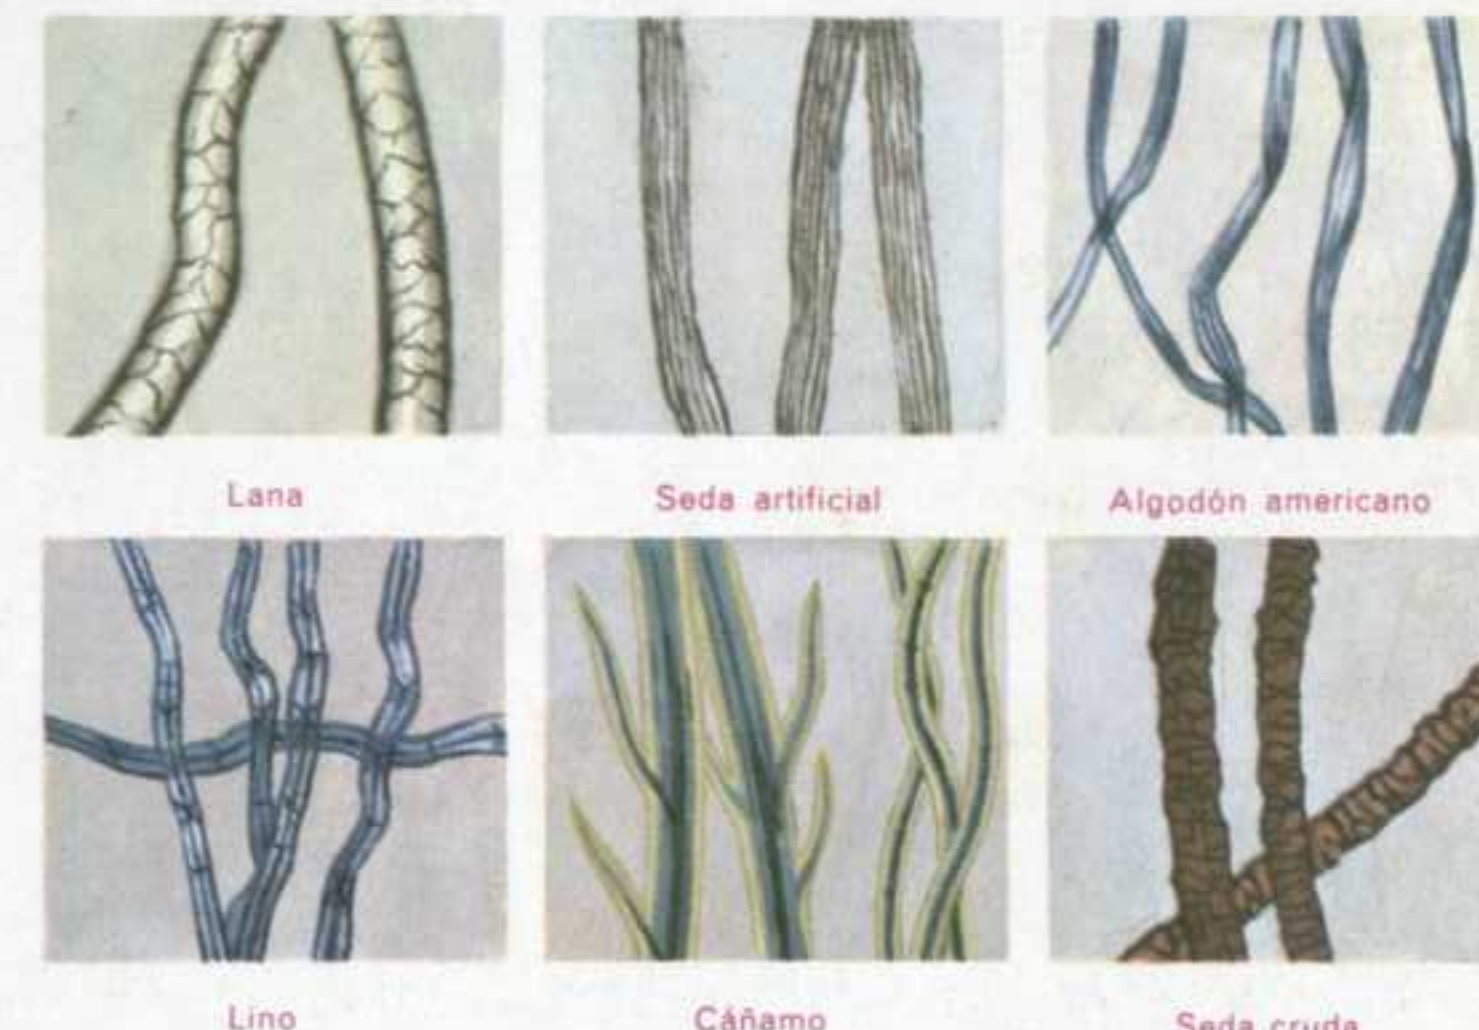 Lana
Seda artificial
Algodón americano
Lino
Cáñamo
Seda cruda